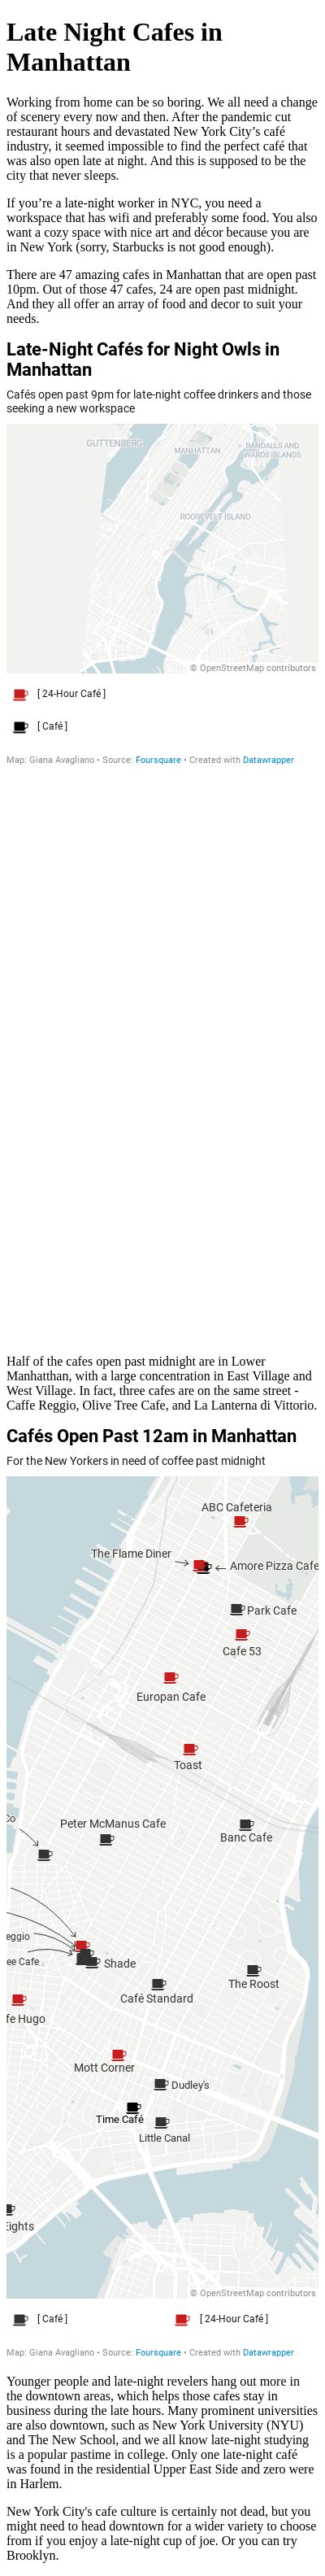 Late Night Cafes in
Manhattan
Working from home can be so boring. We all need a change
of scenery every now and then. After the pandemic cut
restaurant hours and devastated New York City’s café
industry, it seemed impossible to find the perfect café that
was also open late at night. And this is supposed to be the
city that never sleeps.
If you’re a late-night worker in NYC, you need a
workspace that has wifi and preferably some food. You also
want a cozy space with nice art and décor because you are
in New York (sorry, Starbucks is not good enough).
There are 47 amazing cafes in Manhattan that are open past
10pm. Out of those 47 cafes, 24 are open past midnight.
And they all offer an array of food and decor to suit your
needs.
Late-Night Cafés for Night Owls in
Manhattan
Cafés open past 9pm for late-night coffee drinkers and those
seeking a new workspace
GUTTENBERG
MANHATTAN
RANDALLS AND
WARDS ISLANDS
ROOSEVELT ISLAND
© OpenStreetMap contributors
[ 24-Hour Café ]
[ Café ]
Map: Giana Avagliano • Source: Foursquare • Created with Datawrapper
Half of the cafes open past midnight are in Lower
Manhatthan, with a large concentration in East Village and
West Village. In fact, three cafes are on the same street -
Caffe Reggio, Olive Tree Cafe, and La Lanterna di Vittorio.
Cafés Open Past 12am in Manhattan
For the New Yorkers in need of coffee past midnight
ABC Cafeteria
The Flame Diner
Amore Pizza Cafe
Park Cafe
Cafe 53
Europan Cafe
Toast
Co
Peter McManus Cafe
Banc Cafe
eggio
ee Cafe
Shade
The Roost
Café Standard
fe Hugo
Mott Corner
Dudley's
Time Café
Little Canal
Eights
© OpenStreetMap contributors
[ Café ]
[ 24-Hour Café ]
Map: Giana Avagliano • Source: Foursquare • Created with Datawrapper
Younger people and late-night revelers hang out more in
the downtown areas, which helps those cafes stay in
business during the late hours. Many prominent universities
are also downtown, such as New York University (NYU)
and The New School, and we all know late-night studying
is a popular pastime in college. Only one late-night café
was found in the residential Upper East Side and zero were
in Harlem.
New York City's cafe culture is certainly not dead, but you
might need to head downtown for a wider variety to choose
from if you enjoy a late-night cup of joe. Or you can try
Brooklyn.